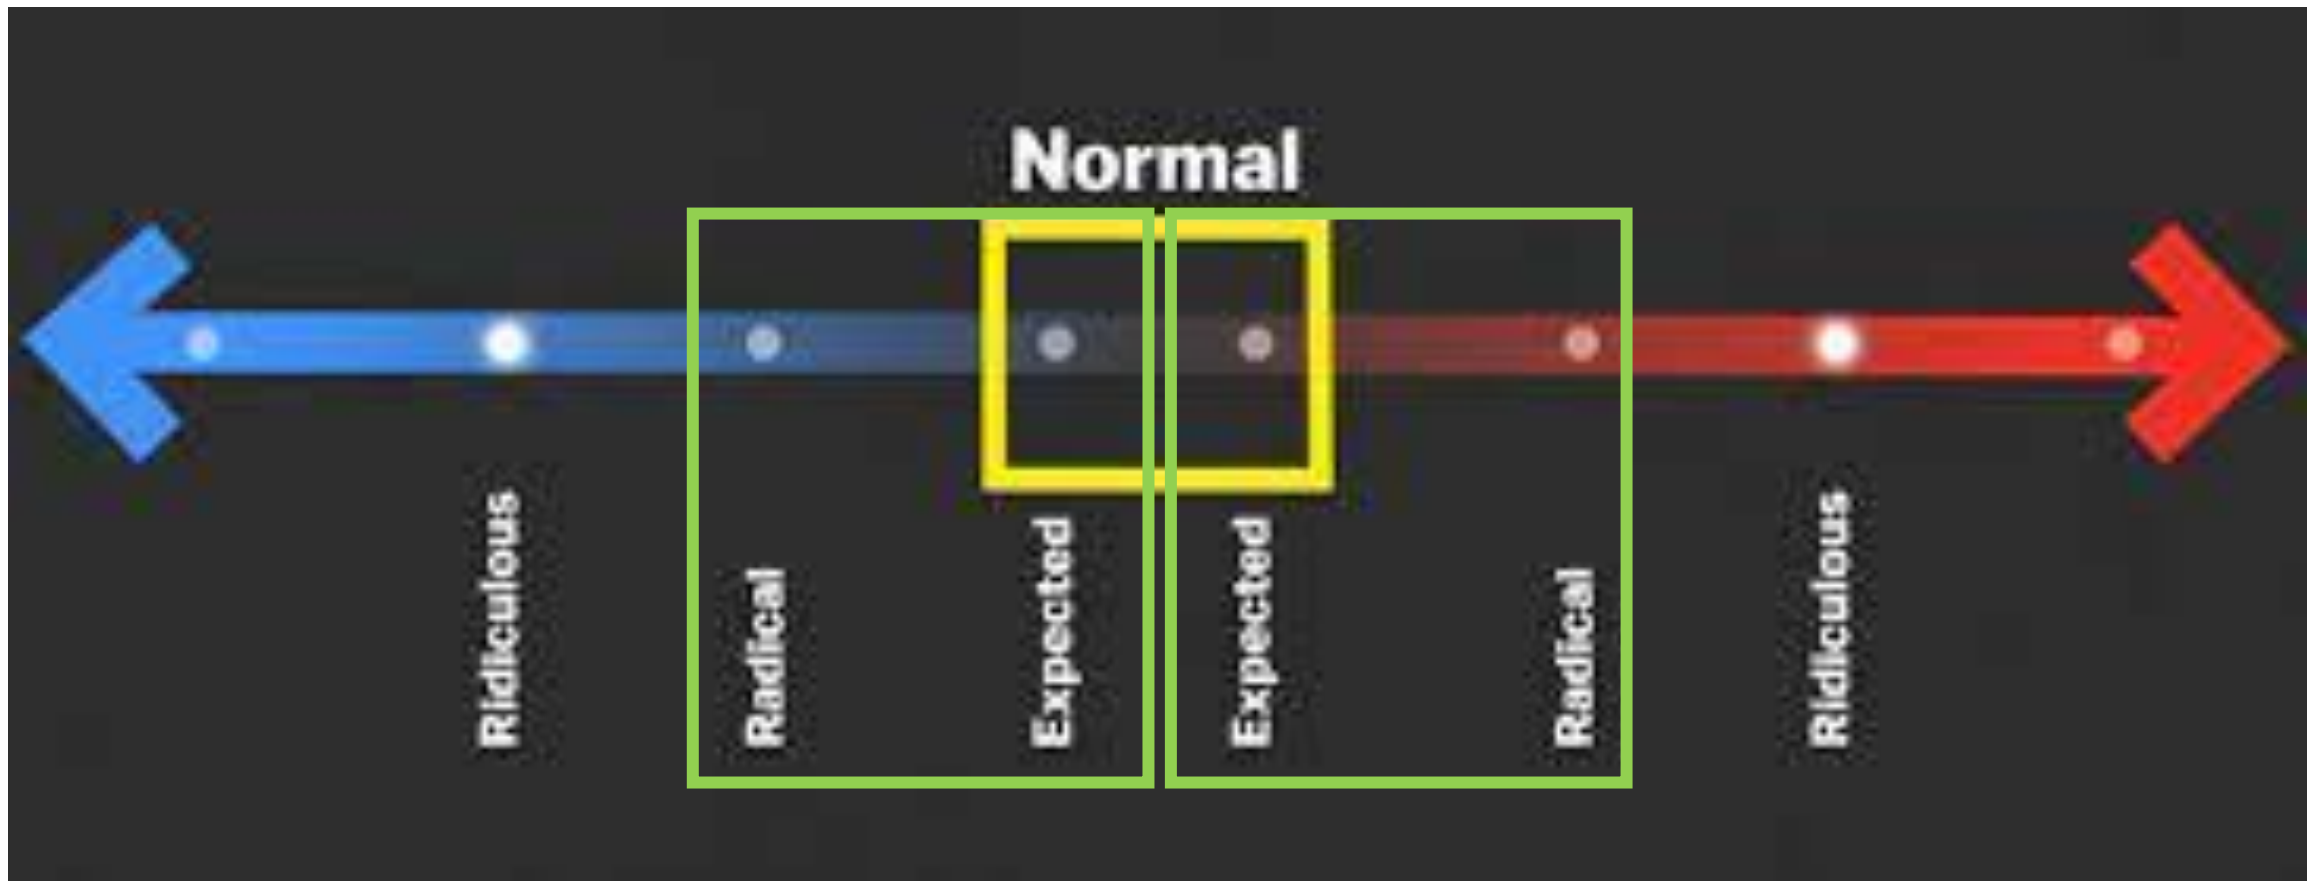 Normal
Ridiculous
Radical
Expected
Expected
Radical
Ridiculous